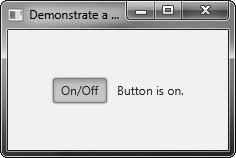 Demonstrate a ...
On/Off Button is on.